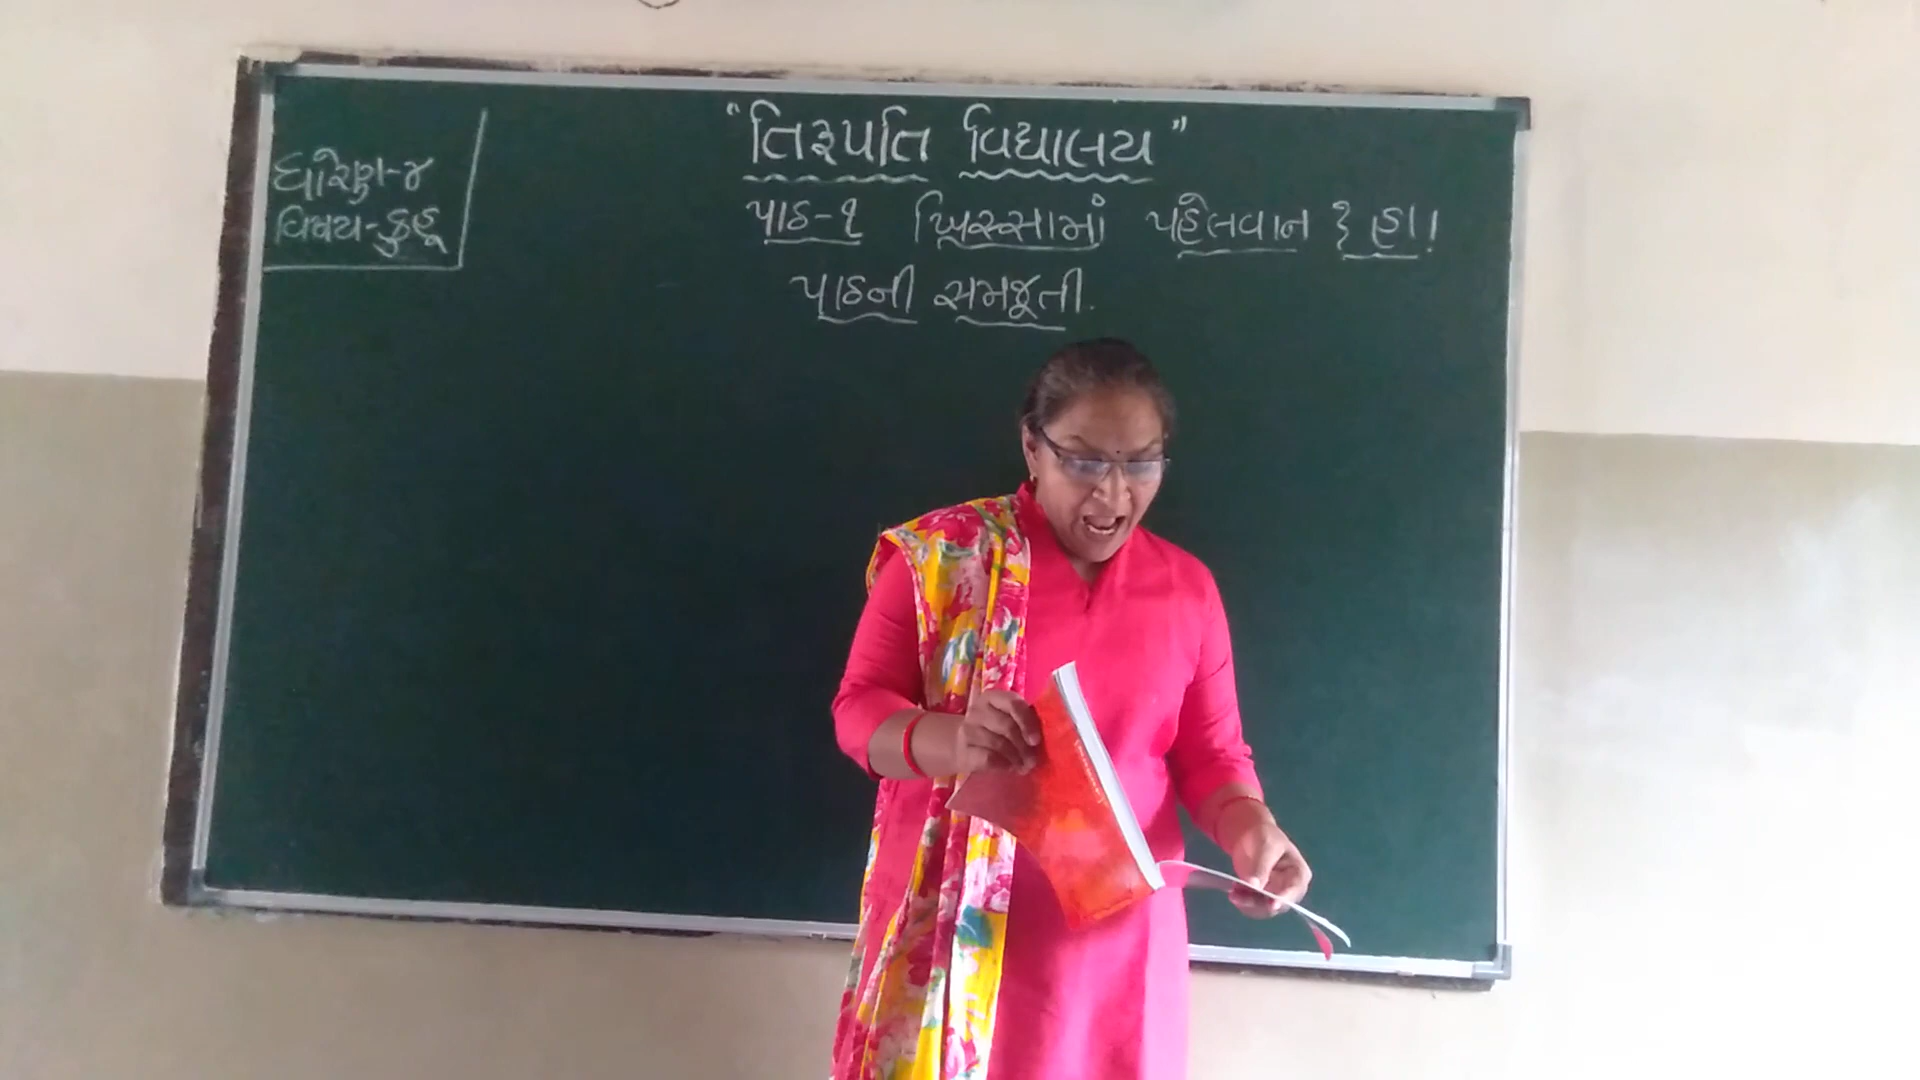 "તિરૂપતિ વિદ્યાલય"
ધોરણ-૪
વિષય-કુહૂ
પાઠ-૧ ખિસ્સામાં પહેલવાન રે હા!
પાઠની સમજૂતી.